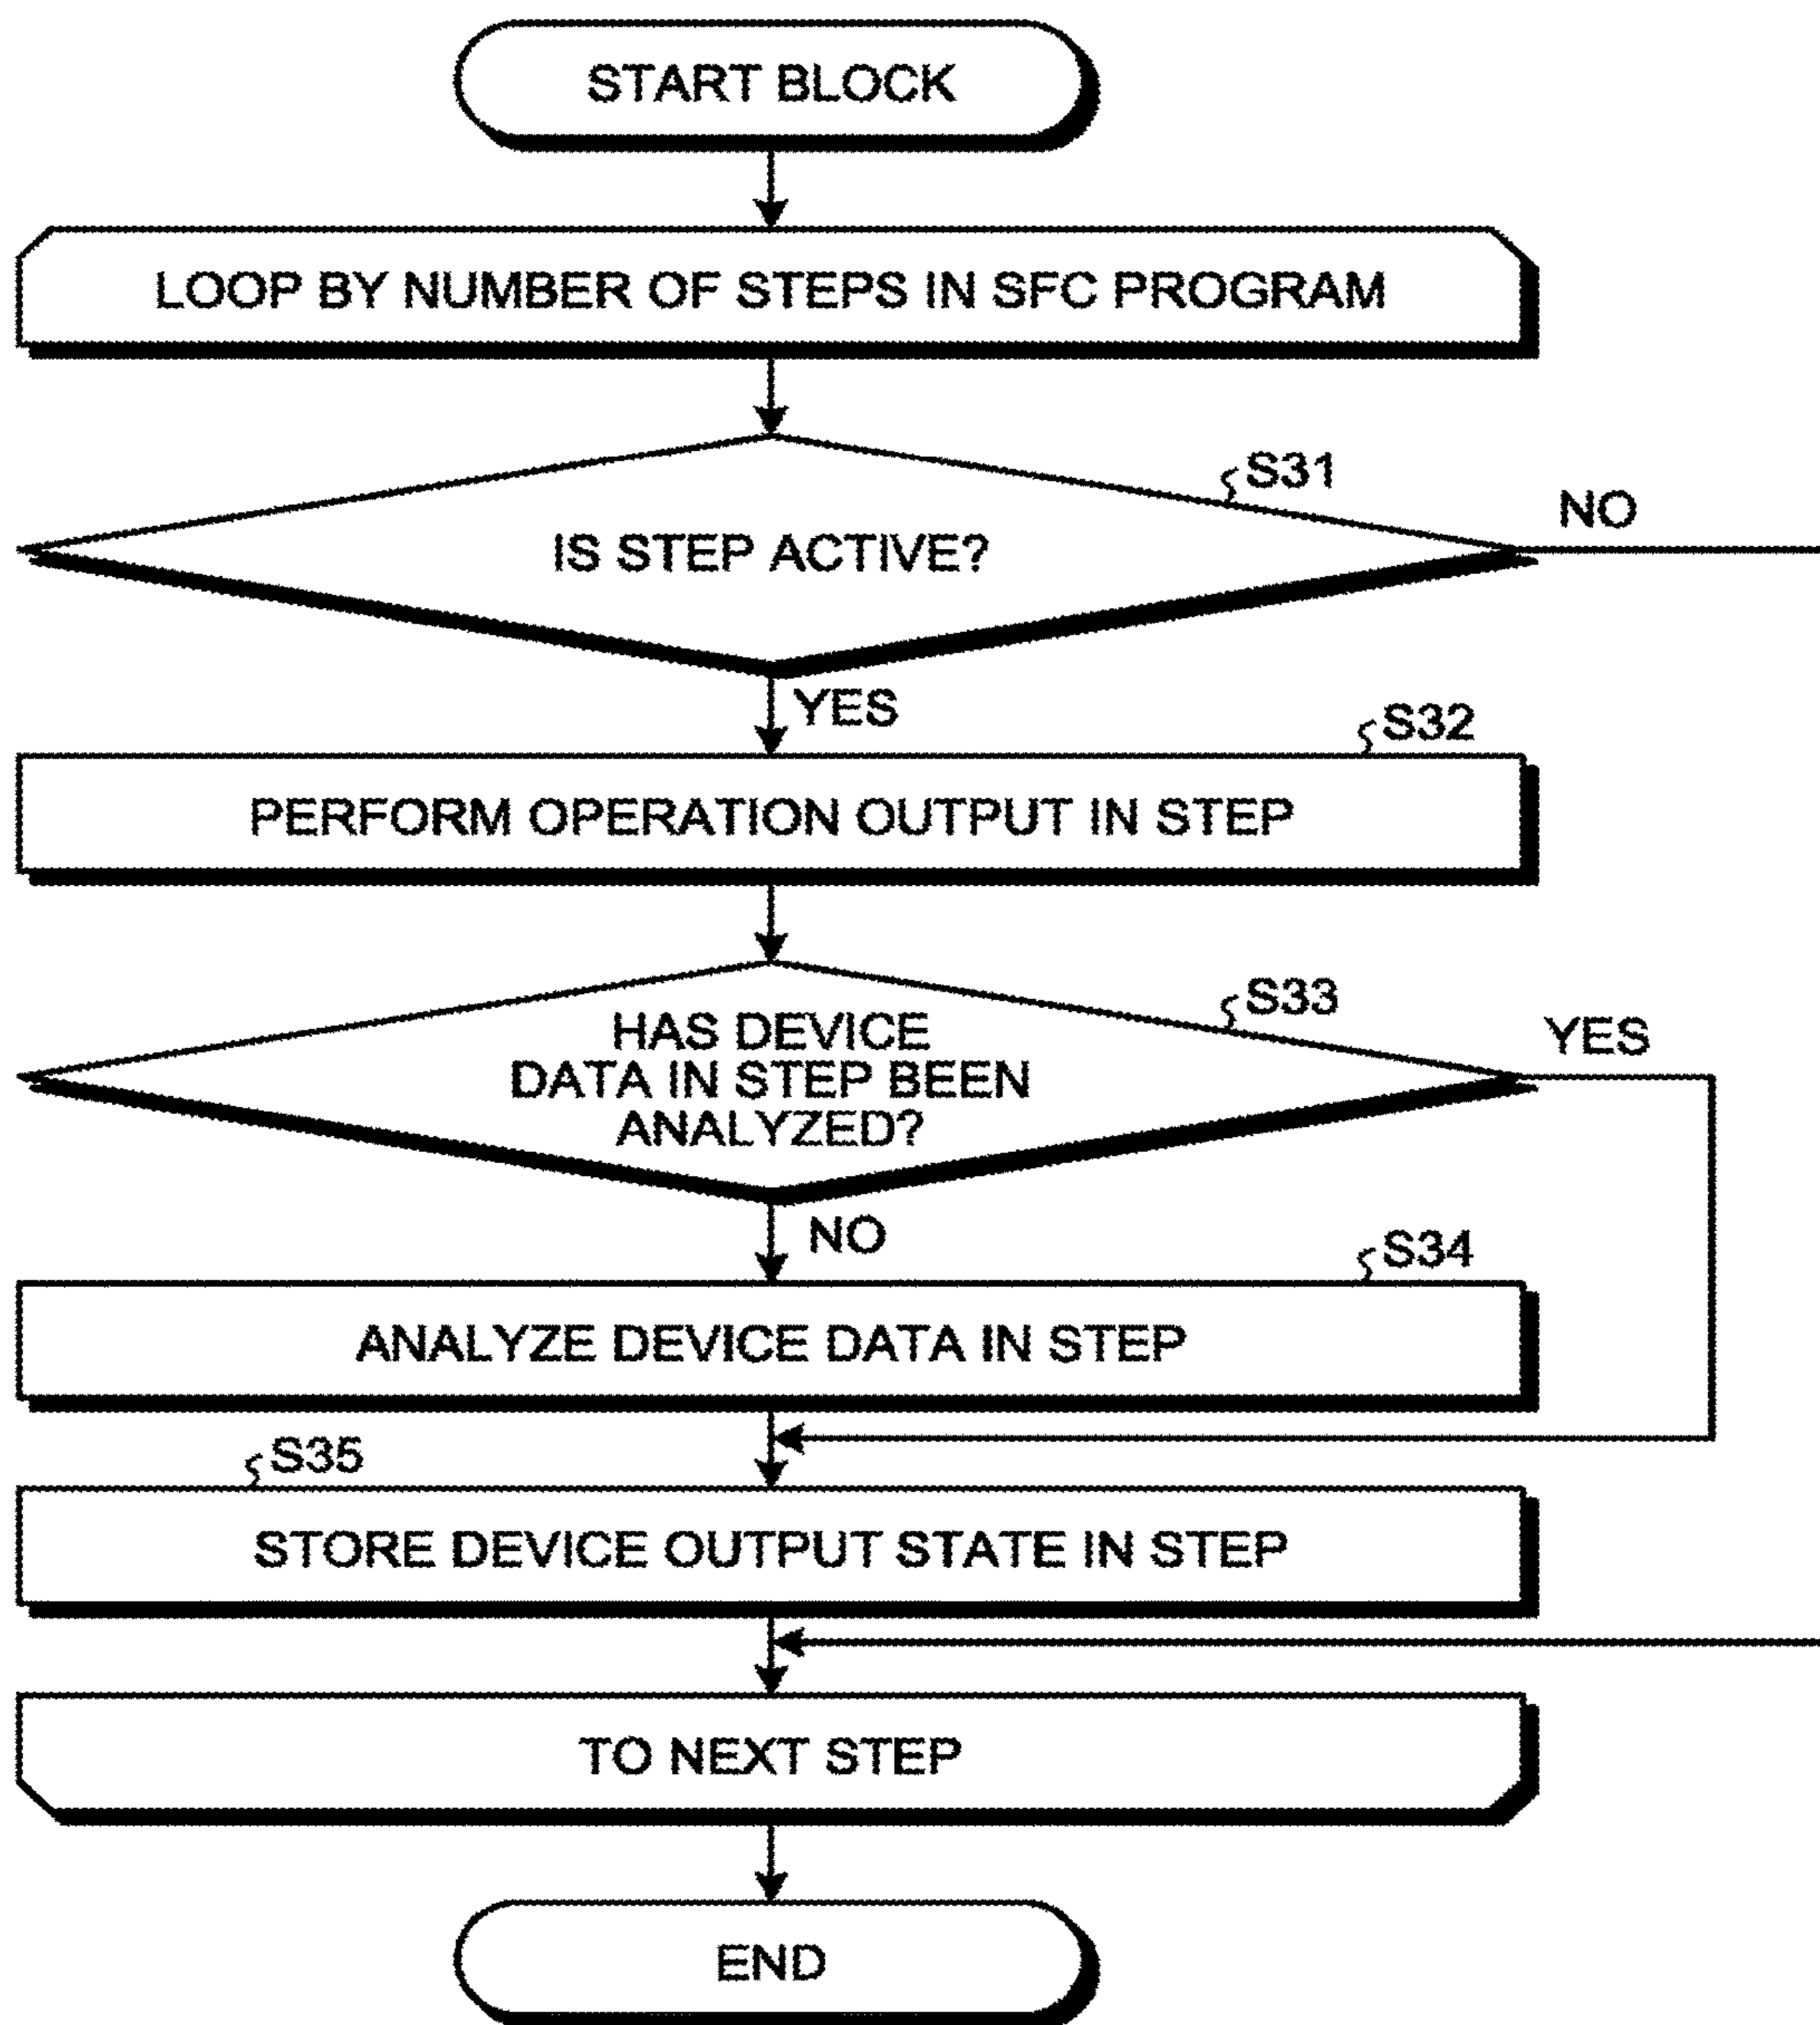 START BLOCK
LOOP BY NUMBER OF STEPS IN SFC PROGRAM
S31
NO
IS STEP ACTIVE?
YES
S32
PERFORM OPERATION OUTPUT IN STEP
S33
YES
HAS DEVICE
DATA IN STEP BEEN
ANALYZED?
NO
S34
ANALYZE DEVICE DATA IN STEP
S35
STORE DEVICE OUTPUT STATE IN STEP
TO NEXT STEP
END